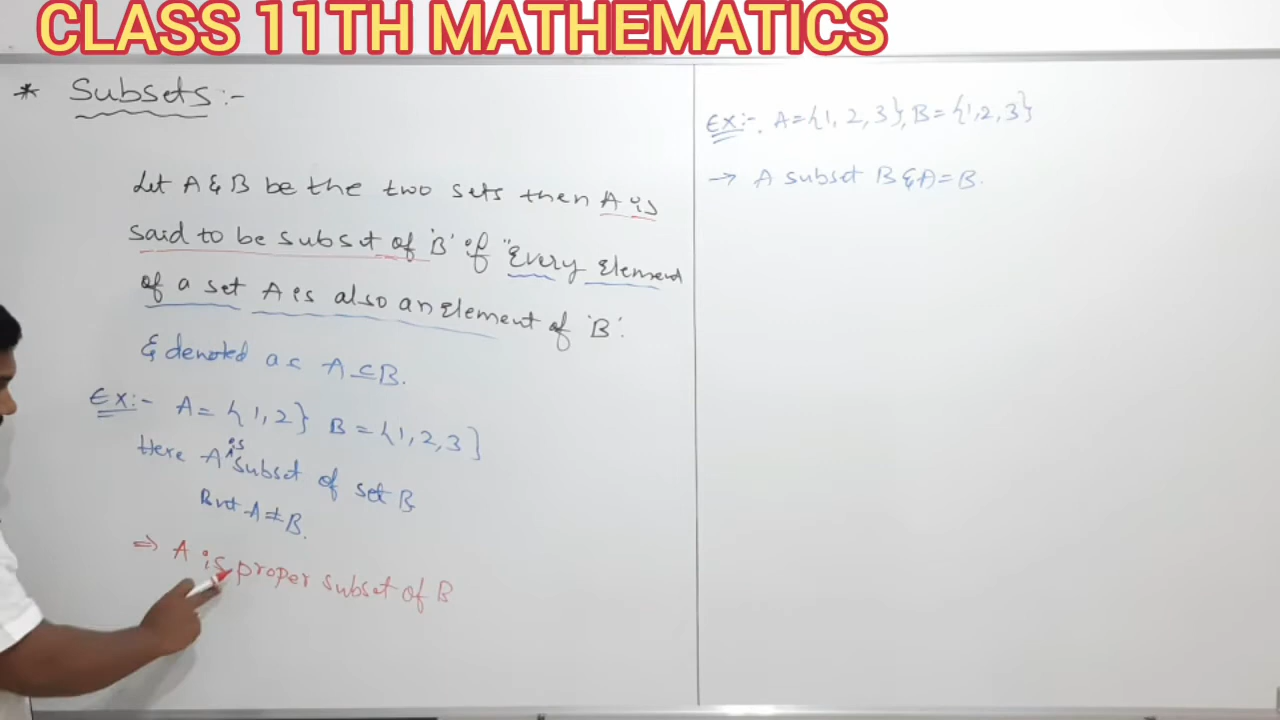 CLASS 11TH MATHEMATICS
* Subsets :-
Let A & B be the two sets then A is
said to be subset of 'B' if "Every Element
of a set A is also an Element of 'B'.
& denoted as A ⊆ B.
Ex:- A = {1, 2} B = {1, 2, 3}
Here A is subset of set B
But A ≠ B.
⇒ A is proper subset of B
Ex:-. A = {1, 2, 3}, B = {1, 2, 3}
→ A subset B & A = B.